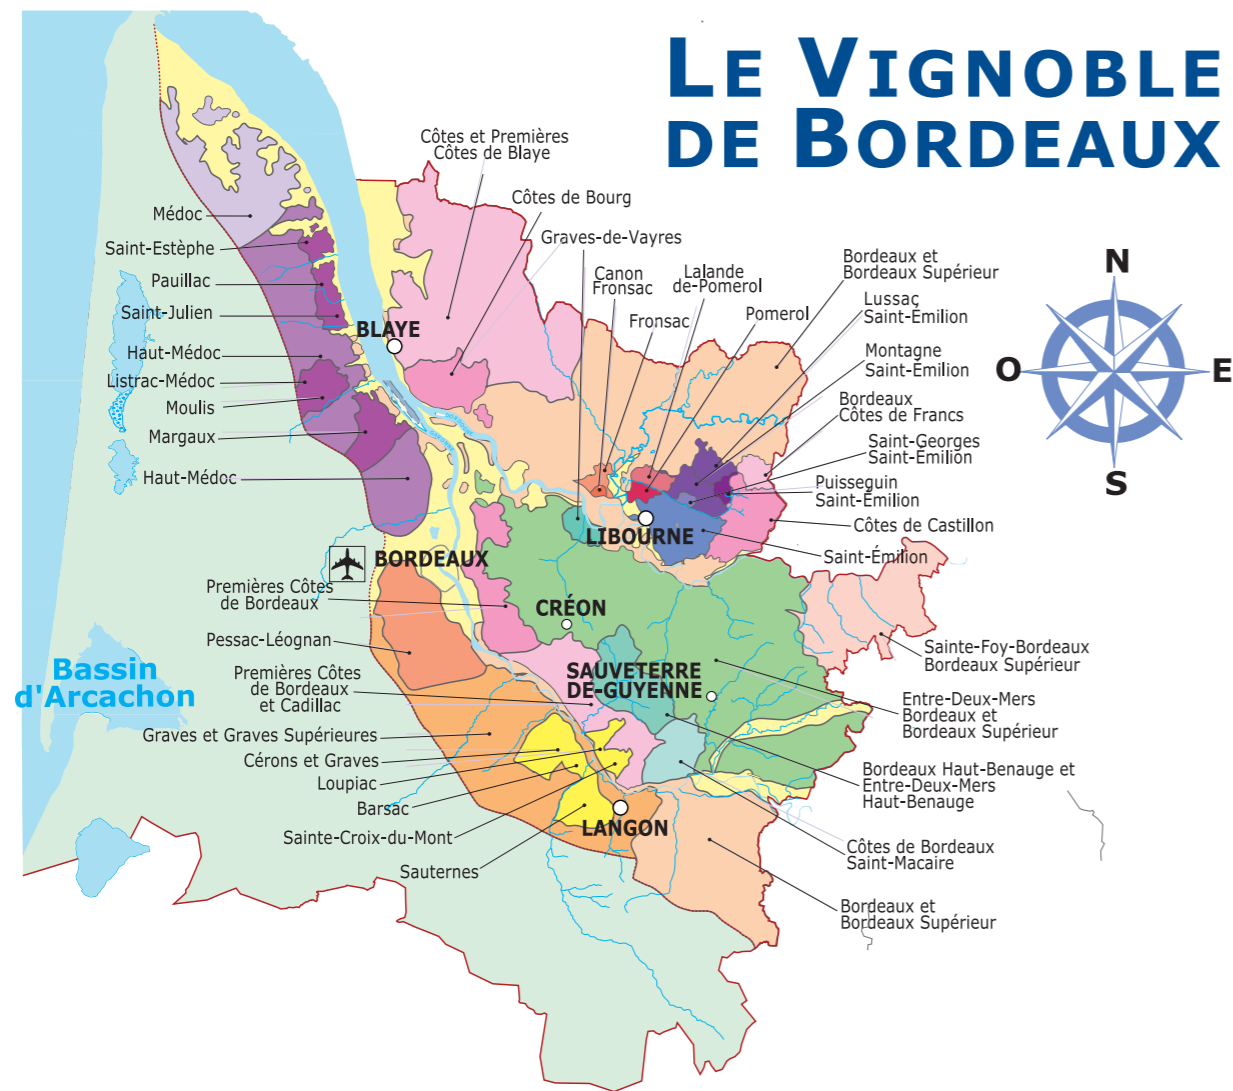 LE VIGNOBLE
DE BORDEAUX
Côtes et Premières
Côtes de Blaye
Côtes de Bourg
Graves-de-Vayres
Canon
Fronsac
Fronsac
Lalande
de-Pomerol
Pomerol
Bordeaux et
Bordeaux Supérieur
Lussac
Saint-Émilion
Montagne
Saint-Émilion
Bordeaux
Côtes de Francs
Saint-Georges
Saint-Émilion
Puisseguin
Saint-Émilion
Côtes de Castillon
Saint-Émilion
N
O
E
S
Médoc
Saint-Estèphe
Pauillac
Saint-Julien
Haut-Médoc
Listrac-Médoc
Moulis
Margaux
Haut-Médoc
BLAYE
LIBOURNE
BORDEAUX
Premières Côtes
de Bordeaux
CRÉON
Pessac-Léognan
SAUVETERRE
DE-GUYENNE
Bassin
d'Arcachon
Premières Côtes
de Bordeaux
et Cadillac
Graves et Graves Supérieures
Cérons et Graves
Loupiac
Barsac
Sainte-Croix-du-Mont
Sauternes
LANGON
Sainte-Foy-Bordeaux
Bordeaux Supérieur
Entre-Deux-Mers
Bordeaux et
Bordeaux Supérieur
Bordeaux Haut-Benauge et
Entre-Deux-Mers
Haut-Benauge
Côtes de Bordeaux
Saint-Macaire
Bordeaux et
Bordeaux Supérieur